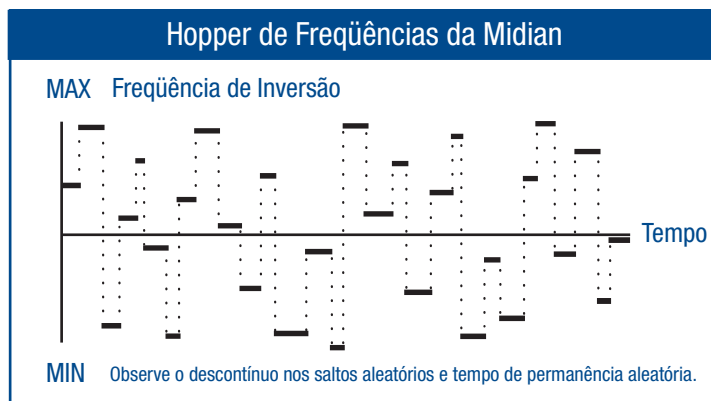 Hopper de Freqüências da Midian
MAX Freqüência de Inversão
Tempo
MIN Observe o descontínuo nos saltos aleatórios e tempo de permanência aleatória.